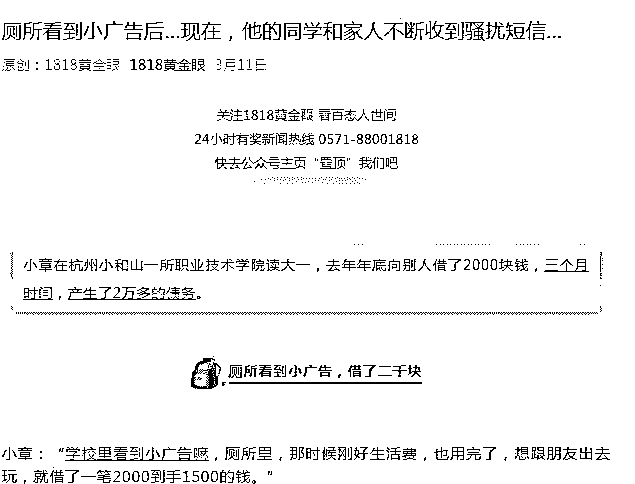 厕所看到小广告后...现在，他的同学和家人不断收到骚扰短信...
原创：1818黄金眼 1818黄金眼 3月11日
关注1818黄金眼 看百态人世间
24小时有奖新闻热线 0571-88001818
快去公众号主页“置顶”我们吧
小章在杭州小和山一所职业技术学院读大一，去年年底向别人借了2000块钱，三个月
时间，产生了2万多的债务。
厕所看到小广告，借了二千块
小章：“学校里看到小广告嘛，厕所里，那时候刚好生活费，也用完了，想跟朋友出去
玩，就借了一笔2000到手1500的钱。”